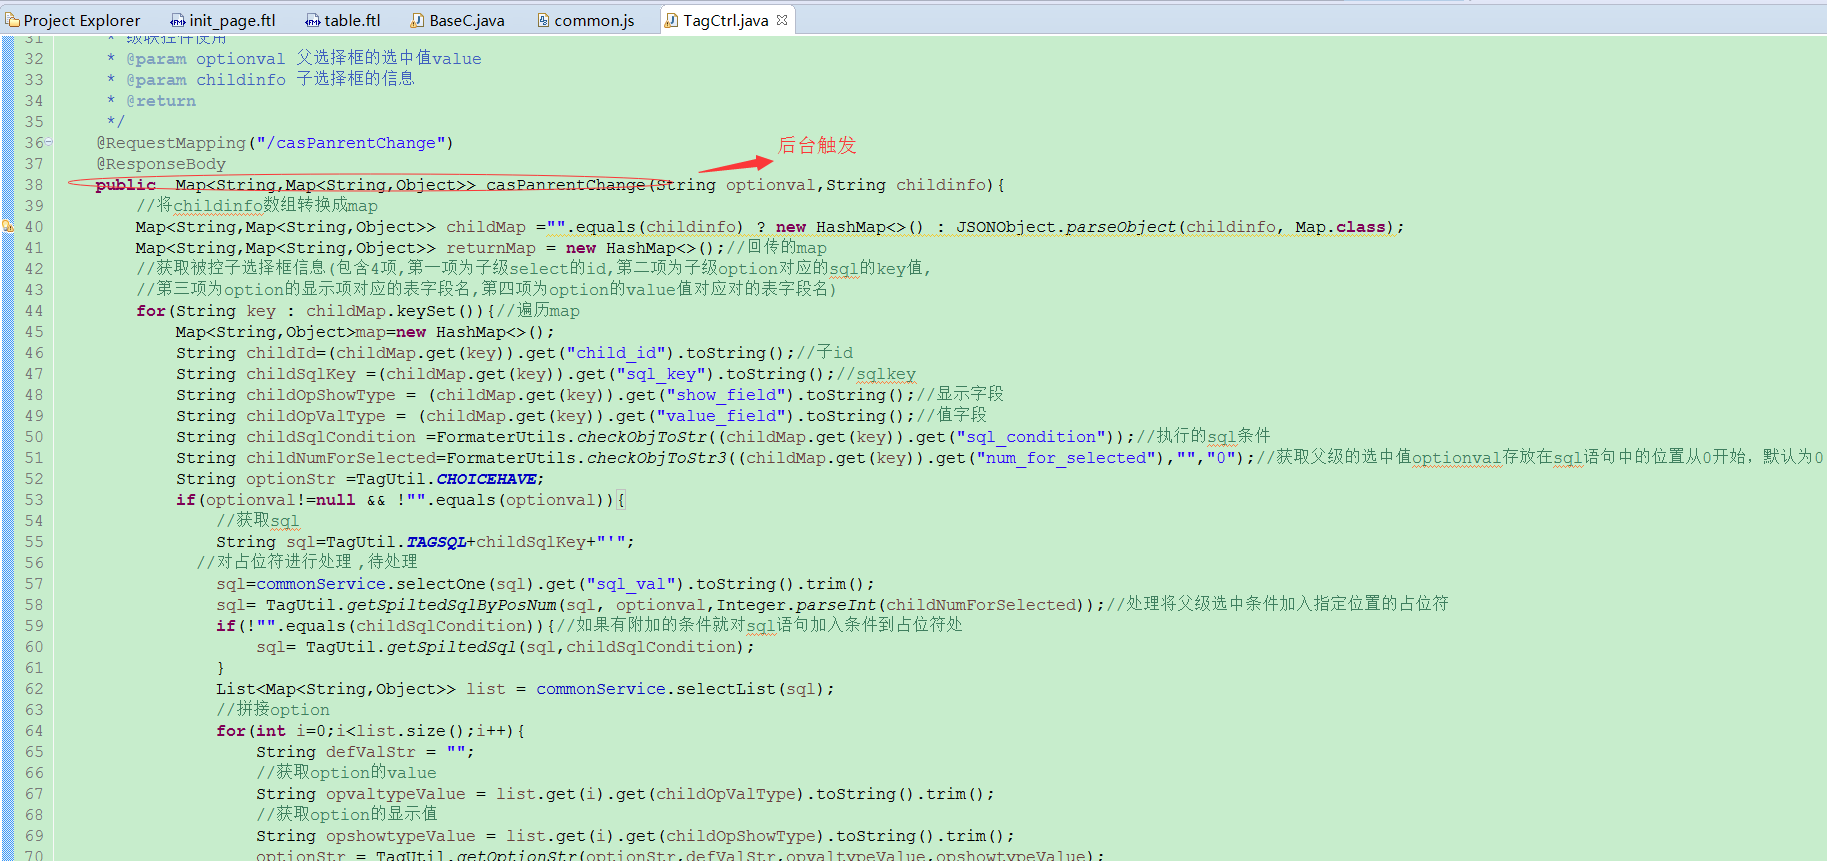 Project Explorer init_page.ftl table.ftl BaseC.java common.js TagCtrl.java
31 * 级联控件使用
32 * @param optionval 父选择框的选中值value
33 * @param childinfo 子选择框的信息
34 * @return
35 */
36 @RequestMapping("/casPanrentChange")
后台触发
37 @ResponseBody
38 public Map<String,Map<String,Object>> casPanrentChange(String optionval,String childinfo){
39 //将childinfo数组转换成map
40 Map<String,Map<String,Object>> childMap ="".equals(childinfo) ? new HashMap<>() : JSONObject.parseObject(childinfo, Map.class);
41 Map<String,Map<String,Object>> returnMap = new HashMap<>();//回传的map
42 //获取被控子选择框信息(包含4项,第一项为子级select的id,第二项为子级option对应的sql的key值,
43 //第三项为option的显示项对应的表字段名,第四项为option的value值对应对的表字段名)
44 for(String key : childMap.keySet()){//遍历map
45 Map<String,Object>map=new HashMap<>();
46 String childId=(childMap.get(key)).get("child_id").toString();//子id
47 String childSqlKey =(childMap.get(key)).get("sql_key").toString();//sqlkey
48 String childOpShowType = (childMap.get(key)).get("show_field").toString();//显示字段
49 String childOpValType = (childMap.get(key)).get("value_field").toString();//值字段
50 String childSqlCondition =FormaterUtils.checkObjToStr((childMap.get(key)).get("sql_condition"));//执行的sql条件
51 String childNumForSelected=FormaterUtils.checkObjToStr3((childMap.get(key)).get("num_for_selected"),"","0");//获取父级的选中值optionval存放在sql语句中的位置从0开始，默认为0
52 String optionStr =TagUtil.CHOICEHAVE;
53 if(optionval!=null && !"".equals(optionval)){
54 //获取sql
55 String sql=TagUtil.TAGSQL+childSqlKey+"'";
56 //对占位符进行处理,待处理
57 sql=commonService.selectOne(sql).get("sql_val").toString().trim();
58 sql= TagUtil.getSpiltedSqlByPosNum(sql, optionval,Integer.parseInt(childNumForSelected));//处理将父级选中条件加入指定位置的占位符
59 if(!"".equals(childSqlCondition)){//如果有附加的条件就对sql语句加入条件到占位符处
60 sql= TagUtil.getSpiltedSql(sql,childSqlCondition);
61 }
62 List<Map<String,Object>> list = commonService.selectList(sql);
63 //拼接option
64 for(int i=0;i<list.size();i++){
65 String defValStr = "";
66 //获取option的value
67 String opvaltypeValue = list.get(i).get(childOpValType).toString().trim();
68 //获取option的显示值
69 String opshowtypeValue = list.get(i).get(childOpShowType).toString().trim();
70 optionStr = TagUtil.getOptionStr(optionStr,defValStr,opvaltypeValue,opshowtypeValue);